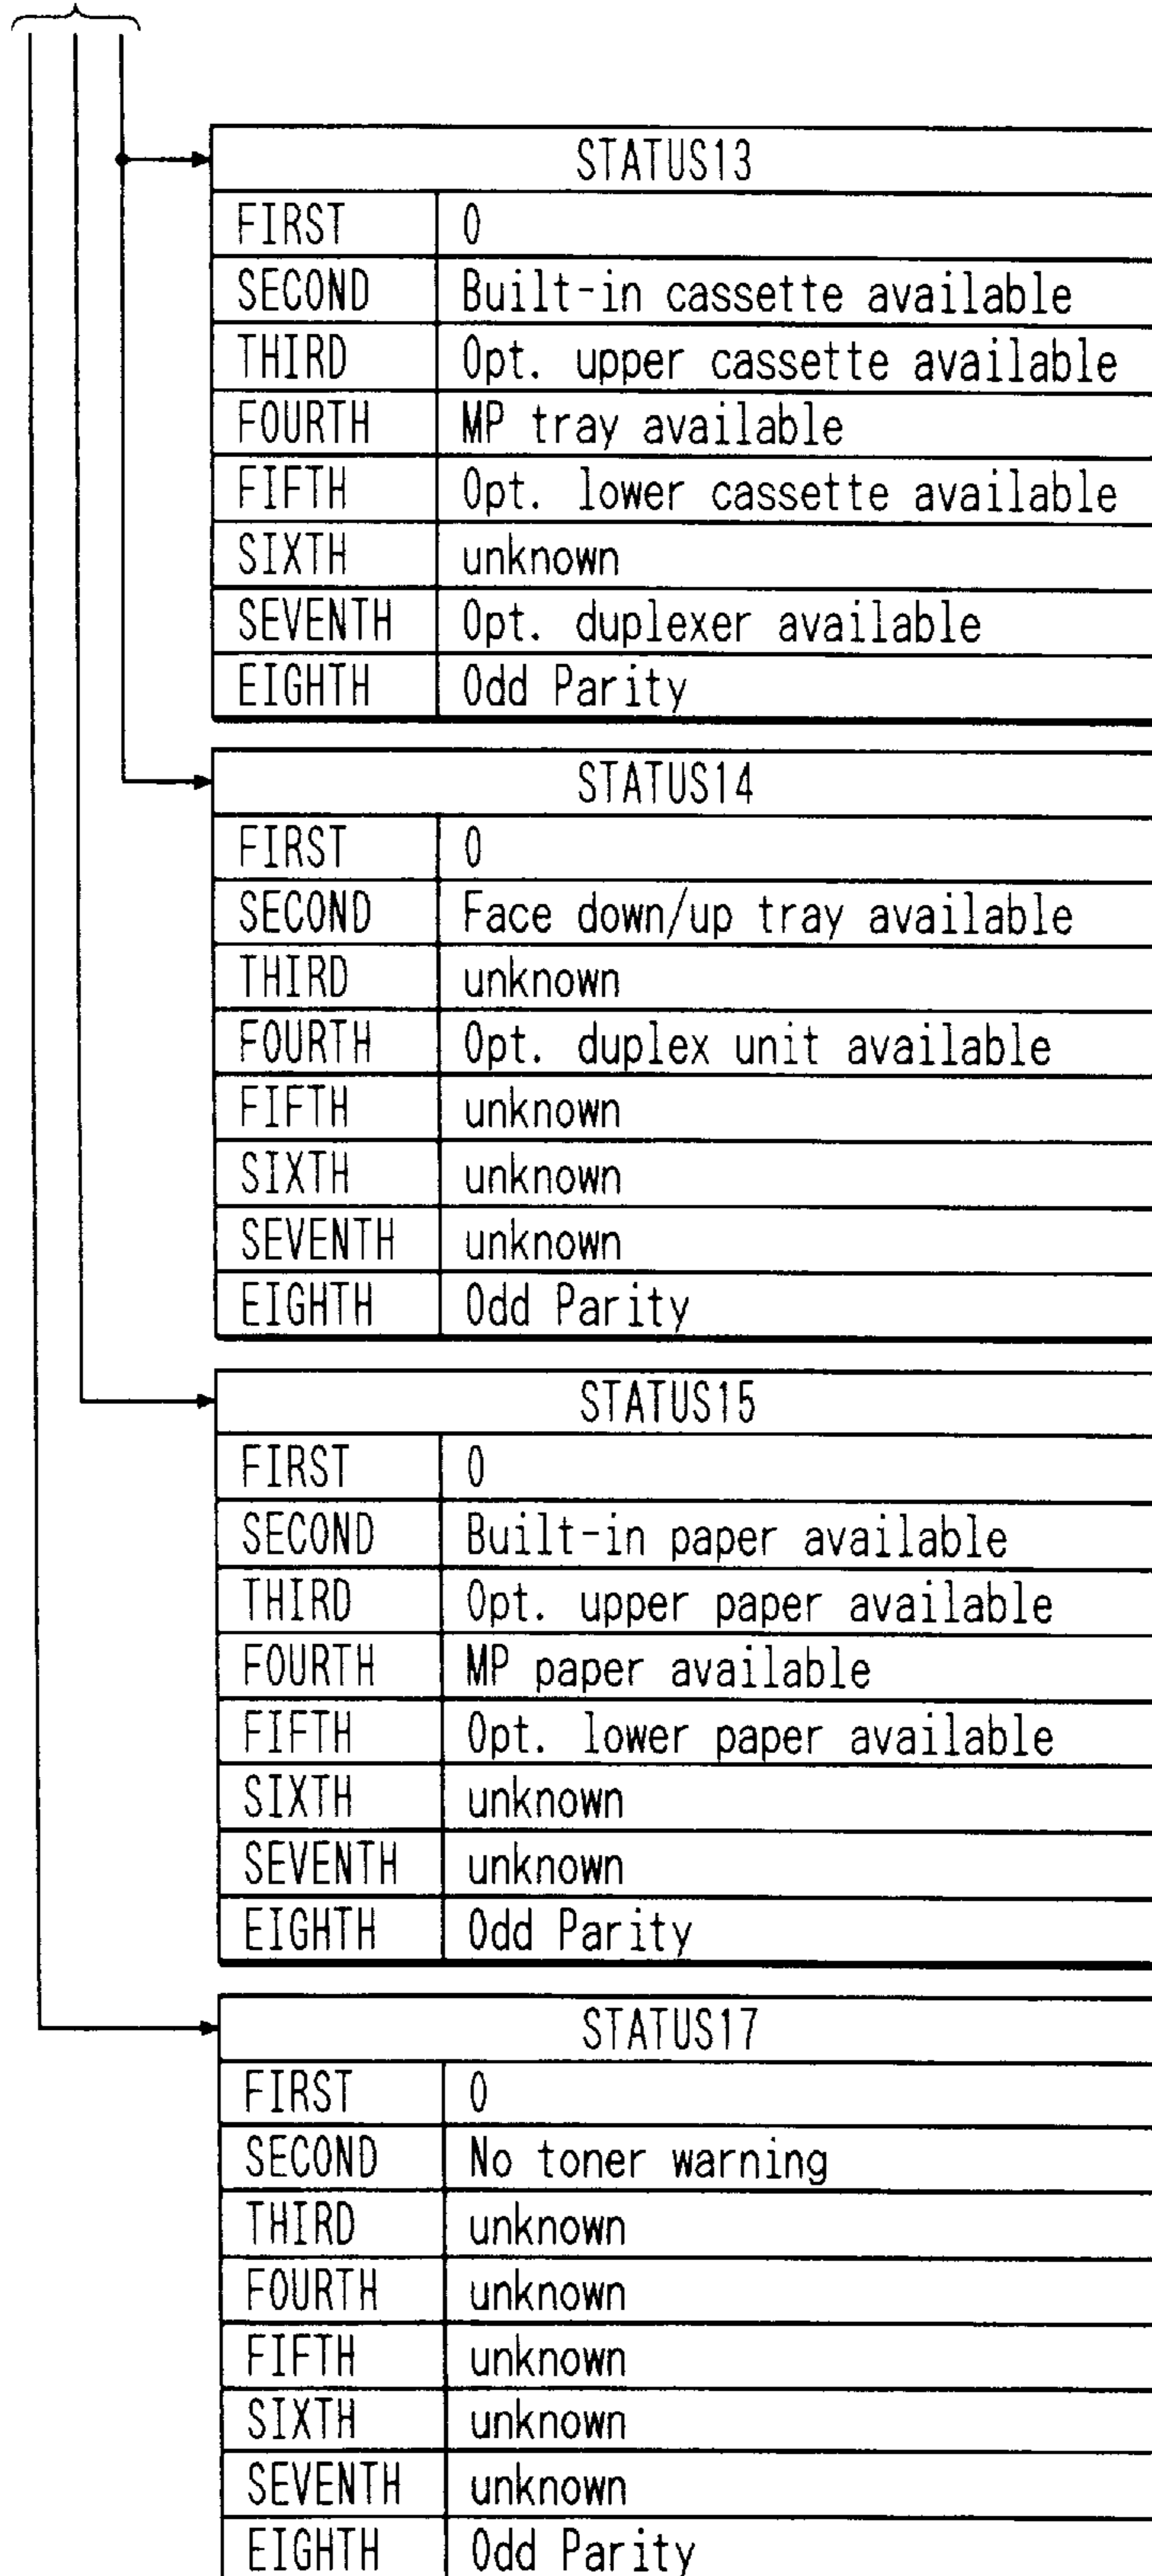 STATUS13
FIRST 0
SECOND Built-in cassette available
THIRD Opt. upper cassette available
FOURTH MP tray available
FIFTH Opt. lower cassette available
SIXTH unknown
SEVENTH Opt. duplexer available
EIGHTH Odd Parity
STATUS14
FIRST 0
SECOND Face down/up tray available
THIRD unknown
FOURTH Opt. duplex unit available
FIFTH unknown
SIXTH unknown
SEVENTH unknown
EIGHTH Odd Parity
STATUS15
FIRST 0
SECOND Built-in paper available
THIRD Opt. upper paper available
FOURTH MP paper available
FIFTH Opt. lower paper available
SIXTH unknown
SEVENTH unknown
EIGHTH Odd Parity
STATUS17
FIRST 0
SECOND No toner warning
THIRD unknown
FOURTH unknown
FIFTH unknown
SIXTH unknown
SEVENTH unknown
EIGHTH Odd Parity